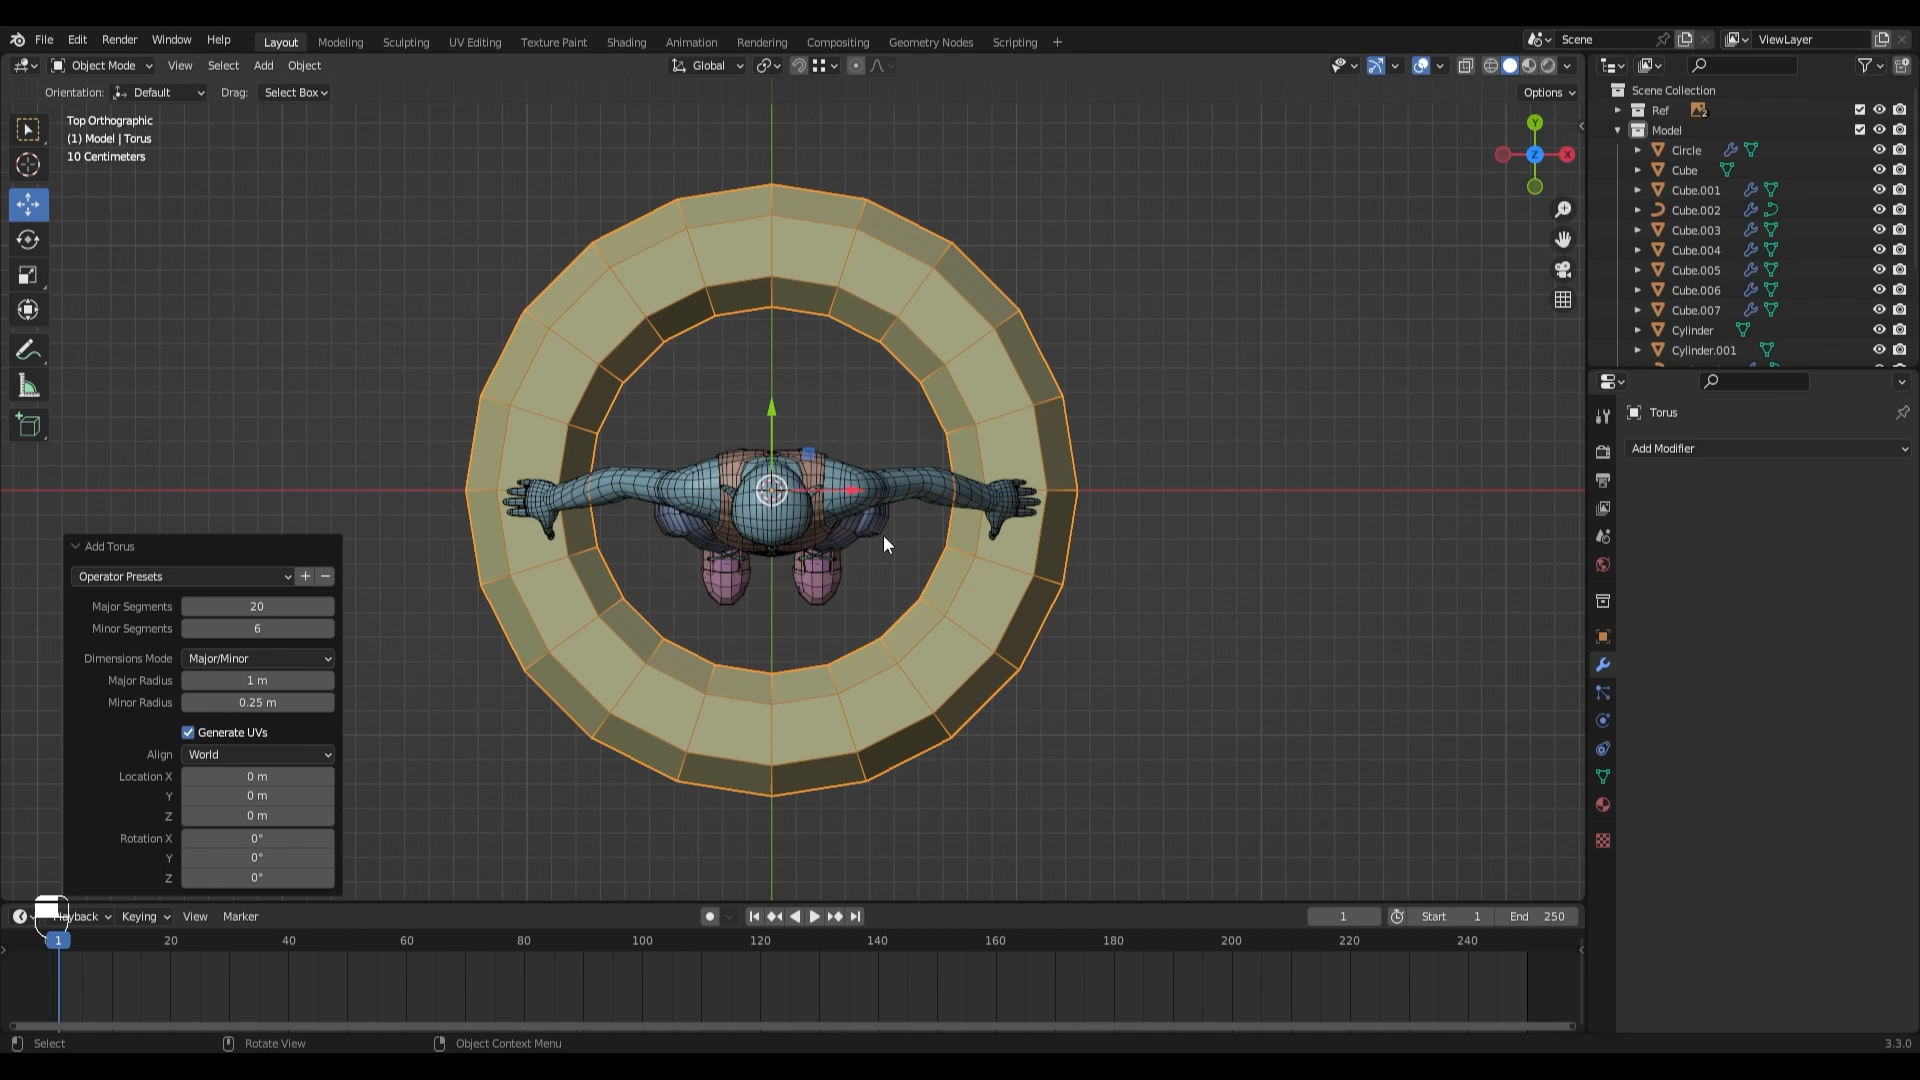 File Edit Render Window Help Layout Modeling Sculpting UV Editing Texture Paint Shading Animation Rendering Compositing Geometry Nodes Scripting + Scene ViewLayer
Object Mode View Select Add Object Global
Orientation: Default Drag: Select Box Options
Top Orthographic
(1) Model | Torus
10 Centimeters
Y
X
Z
Scene Collection
Ref 2
Model
Circle
Cube
Cube.001
Cube.002
Cube.003
Cube.004
Cube.005
Cube.006
Cube.007
Cylinder
Cylinder.001
Torus
Add Modifier
Add Torus
Operator Presets + −
Major Segments 20
Minor Segments 6
Dimensions Mode Major/Minor
Major Radius 1 m
Minor Radius 0.25 m
Generate UVs
Align World
Location X 0 m
Y 0 m
Z 0 m
Rotation X 0°
Y 0°
Z 0°
Keying View Marker 1 Start 1 End 250
1 20 40 60 80 100 120 140 160 180 200 220 240
Select Rotate View Object Context Menu 3.3.0